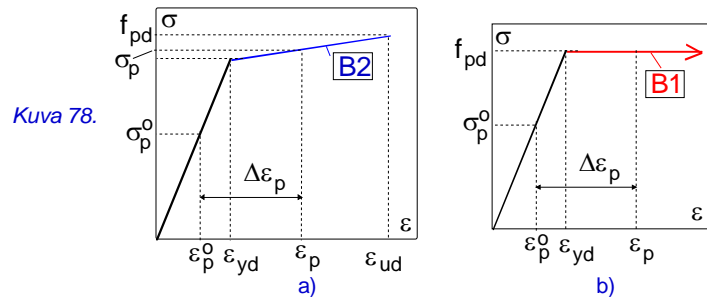 Kuva 78.
f_pd σ
σ_p
B2
σ_p^o
Δε_p
ε
ε_p^o ε_yd ε_p ε_ud
a)
σ
f_pd
B1
σ_p^o
Δε_p
ε
ε_p^o ε_yd ε_p
b)